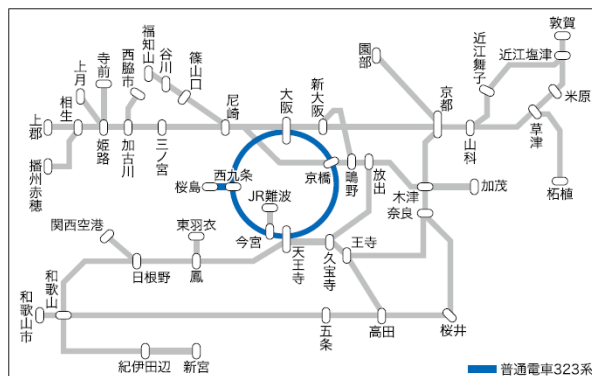 敦賀
近江塩津
近江舞子
園部
新大阪
大阪
福知山
谷川
篠山口
西脇市
寺前
上月
尼崎
京都
米原
山科
草津
相生
上郡
姫路
加古川
三ノ宮
播州赤穂
京橋
鴫野
放出
柘植
西九条
桜島
木津
加茂
奈良
JR難波
関西空港
東羽衣
今宮
天王寺
久宝寺
王寺
日根野
鳳
和歌山
和歌山市
五条
高田
桜井
紀伊田辺
新宮
普通電車323系